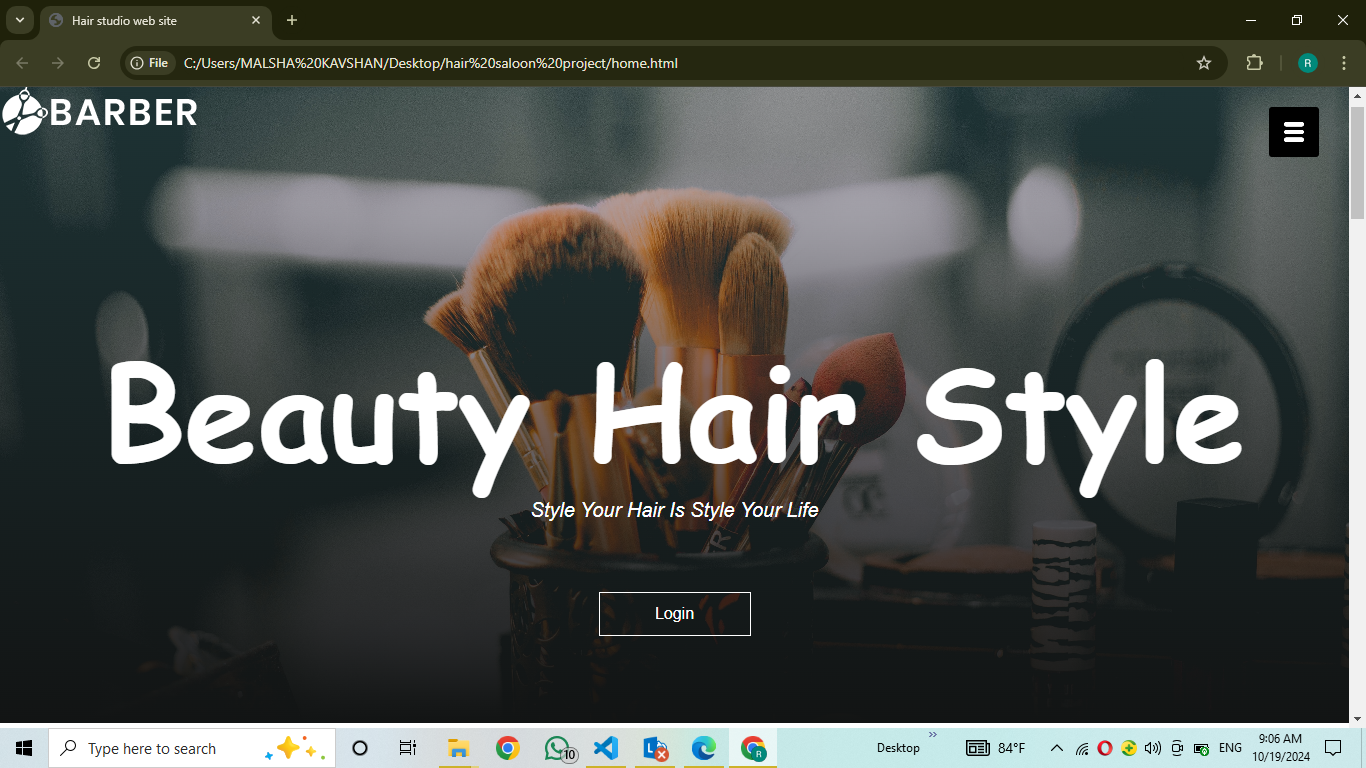 Hair studio web site
File C:/Users/MALSHA%20KAVSHAN/Desktop/hair%20saloon%20project/home.html
R
BARBER
Beauty Hair Style
Style Your Hair Is Style Your Life
Login
Type here to search
10
R
Desktop
84°F
ENG
9:06 AM
10/19/2024